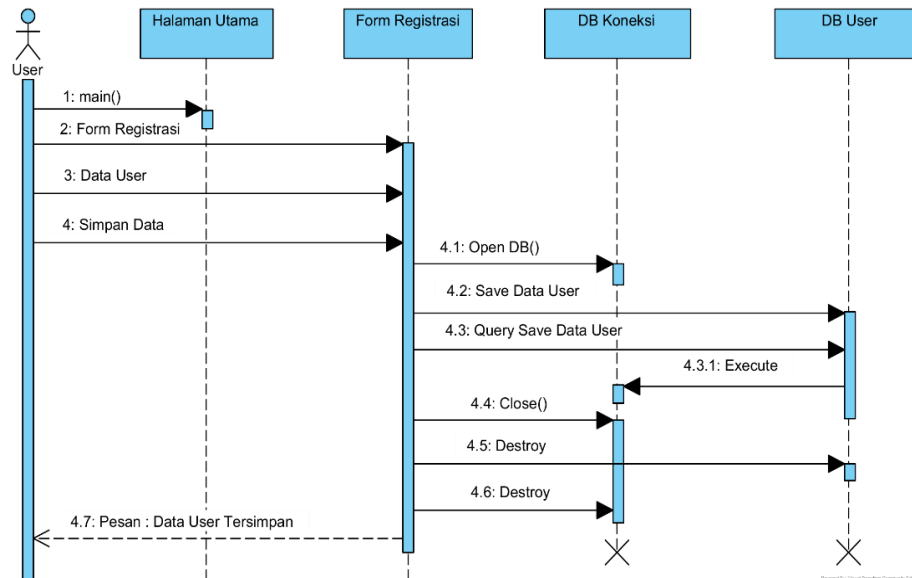 Halaman Utama
Form Registrasi
DB Koneksi
DB User
User
1: main()
2: Form Registrasi
3: Data User
4: Simpan Data
4.1: Open DB()
4.2: Save Data User
4.3: Query Save Data User
4.3.1: Execute
4.4: Close()
4.5: Destroy
4.6: Destroy
4.7: Pesan : Data User Tersimpan